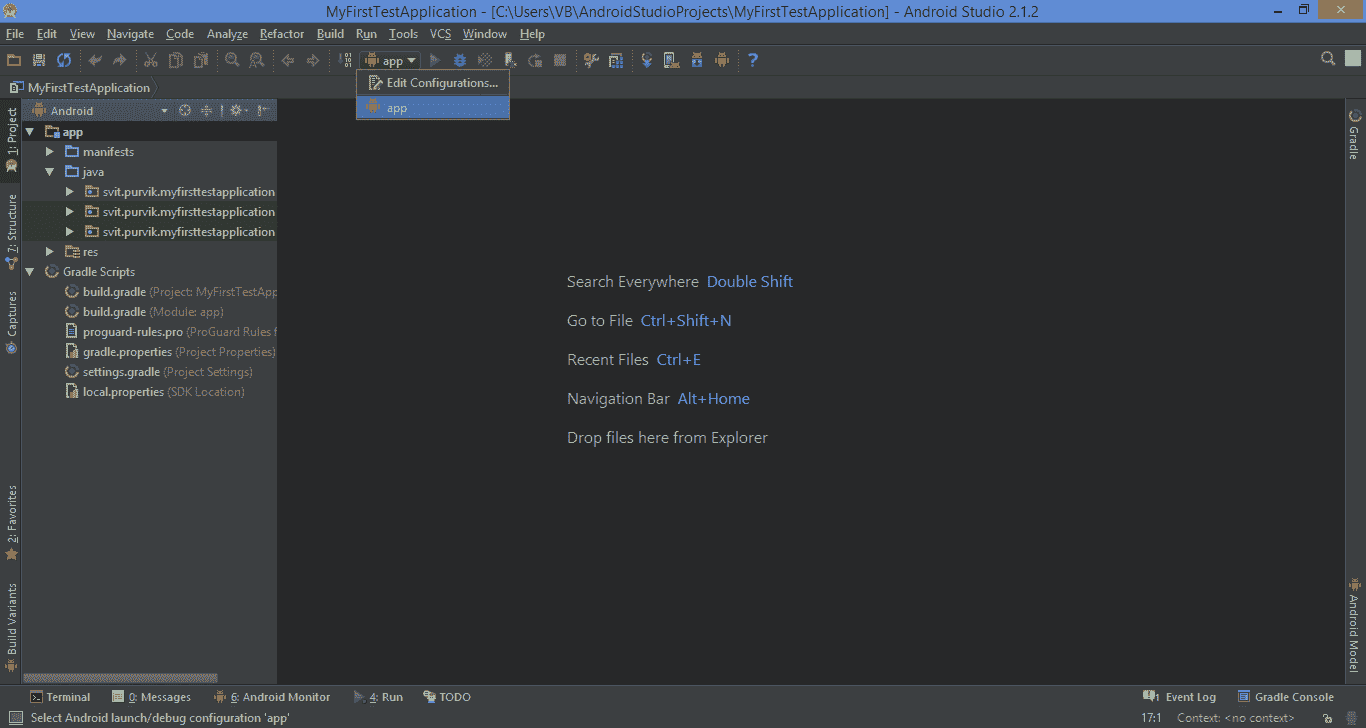 MyFirstTestApplication - [C:\Users\VB\AndroidStudioProjects\MyFirstTestApplication] - Android Studio 2.1.2
File Edit View Navigate Code Analyze Refactor Build Run Tools VCS Window Help
app
MyFirstTestApplication
Edit Configurations...
app
Android
app
manifests
java
svit.purvik.myfirsttestapplication
svit.purvik.myfirsttestapplication
svit.purvik.myfirsttestapplication
res
Gradle Scripts
build.gradle (Project: MyFirstTestApp
build.gradle (Module: app)
proguard-rules.pro (ProGuard Rules f
gradle.properties (Project Properties)
settings.gradle (Project Settings)
local.properties (SDK Location)
1: Project
7: Structure
Captures
2: Favorites
Build Variants
Search Everywhere Double Shift
Go to File Ctrl+Shift+N
Recent Files Ctrl+E
Navigation Bar Alt+Home
Drop files here from Explorer
Gradle
Android Model
Terminal 0: Messages 6: Android Monitor 4: Run TODO 1 Event Log Gradle Console
Select Android launch/debug configuration 'app' 17:1 Context: <no context>